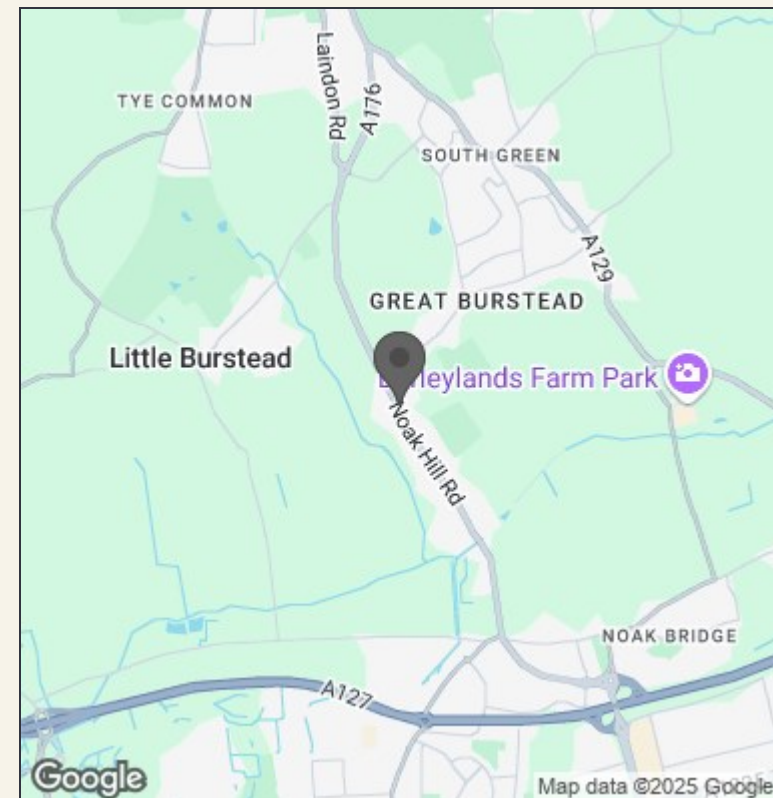 TYE COMMON
Laindon Rd
A176
SOUTH GREEN
A129
GREAT BURSTEAD
Little Burstead
leylands Farm Park
Noak Hill Rd
NOAK BRIDGE
A127
Google
Map data ©2025 Google